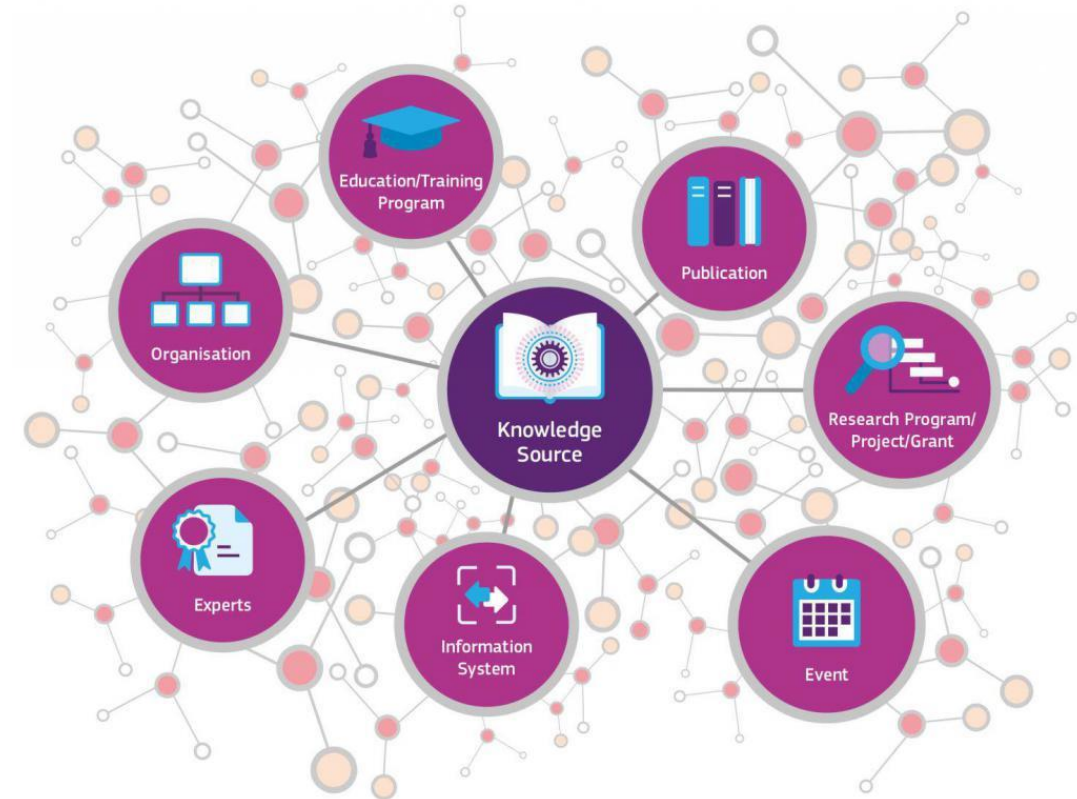 Education/Training
Program
Publication
Organisation
Knowledge
Source
Research Program/
Project/Grant
Experts
Information
System
Event